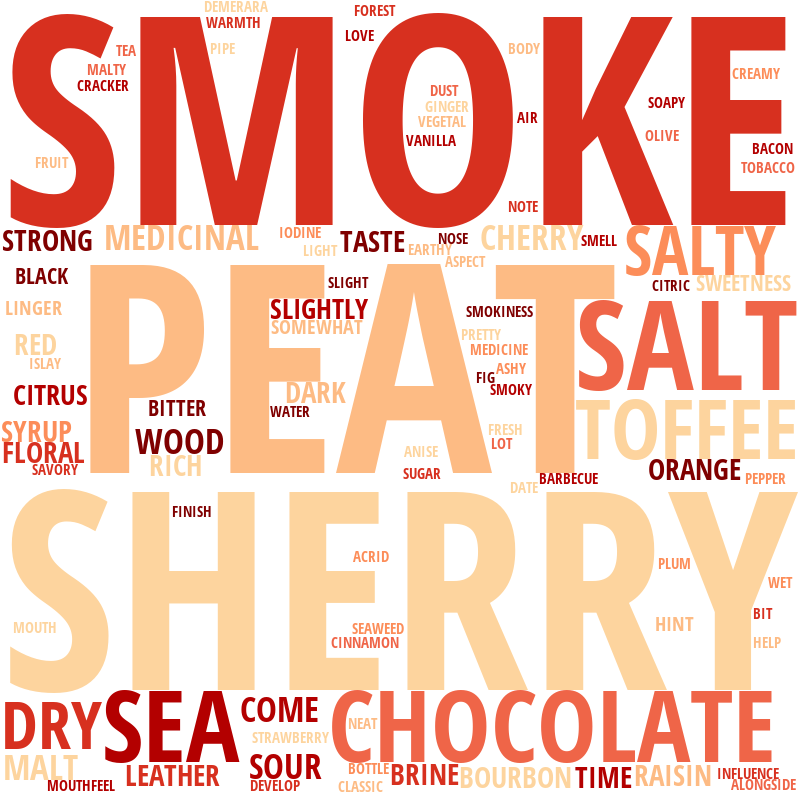 DEMERARA
FOREST
WARMTH
LOVE
SMOKE
TEA
PIPE
BODY
MALTY
CREAMY
CRACKER
DUST
GINGER
SOAPY
VEGETAL
AIR
VANILLA
OLIVE
BACON
FRUIT
TOBACCO
NOTE
STRONG
MEDICINAL
IODINE
TASTE
NOSE
CHERRY
SMELL
SALTY
LIGHT
EARTHY
ASPECT
BLACK
SLIGHT
CITRIC
SWEETNESS
PEAT
LINGER
SLIGHTLY
SMOKINESS
SALT
SOMEWHAT
PRETTY
RED
MEDICINE
ISLAY
ASHY
FIG
CITRUS
DARK
SMOKY
BITTER
WATER
TOFFEE
SYRUP
WOOD
FRESH
FLORAL
LOT
ANISE
SAVORY
RICH
SUGAR
ORANGE
BARBECUE
PEPPER
DATE
SHERRY
FINISH
ACRID
PLUM
WET
BIT
MOUTH
SEAWEED
HINT
CINNAMON
HELP
DRY
SEA
COME
CHOCOLATE
NEAT
STRAWBERRY
MALT
LEATHER
SOUR
BOTTLE
BRINE
BOURBON
TIME
RAISIN
INFLUENCE
MOUTHFEEL
DEVELOP
CLASSIC
ALONGSIDE